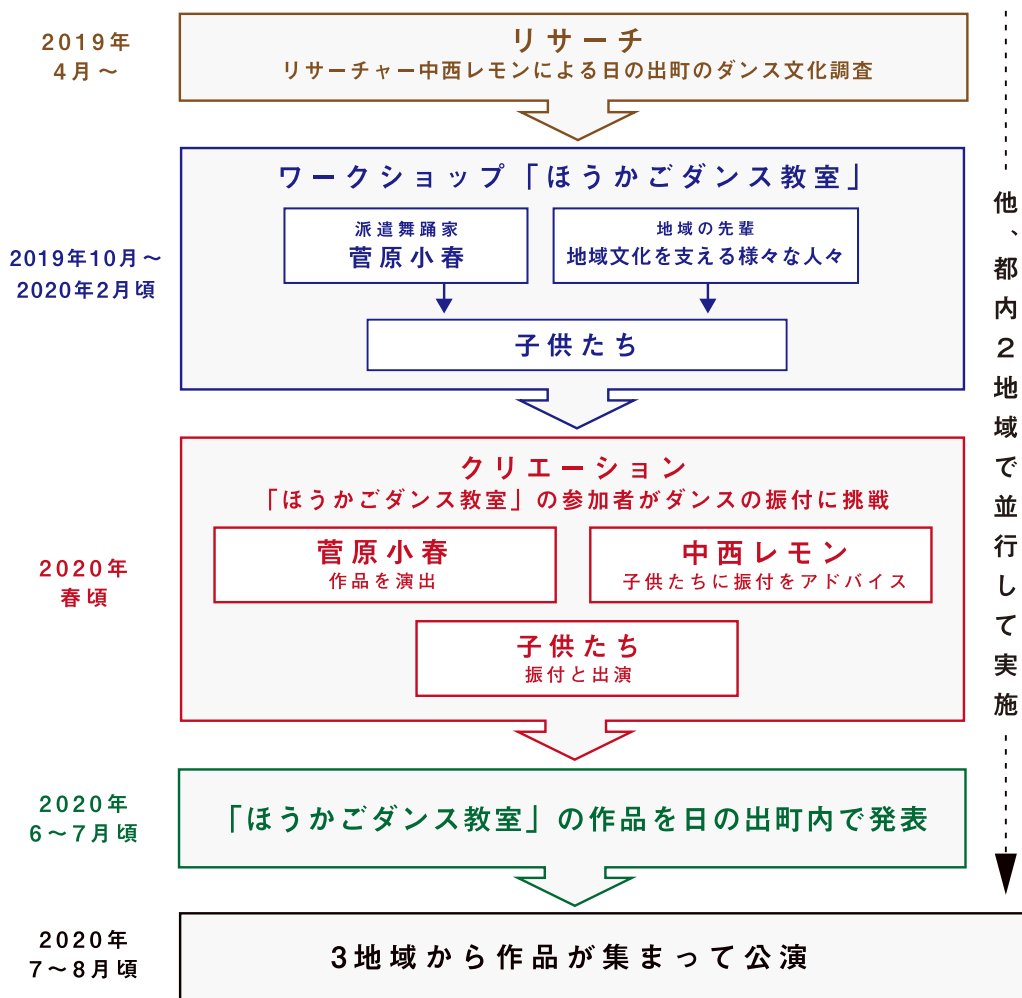 2019年
4月～
リサーチ
リサーチャー中西レモンによる日の出町のダンス文化調査
2019年10月～
2020年2月頃
ワークショップ「ほうかごダンス教室」
派遣舞踊家
菅原小春
地域の先輩
地域文化を支える様々な人々
子供たち
2020年
春頃
クリエーション
「ほうかごダンス教室」の参加者がダンスの振付に挑戦
菅原小春
作品を演出
中西レモン
子供たちに振付をアドバイス
子供たち
振付と出演
2020年
6～7月頃
「ほうかごダンス教室」の作品を日の出町内で発表
2020年
7～8月頃
3地域から作品が集まって公演
他、都内2地域で並行して実施